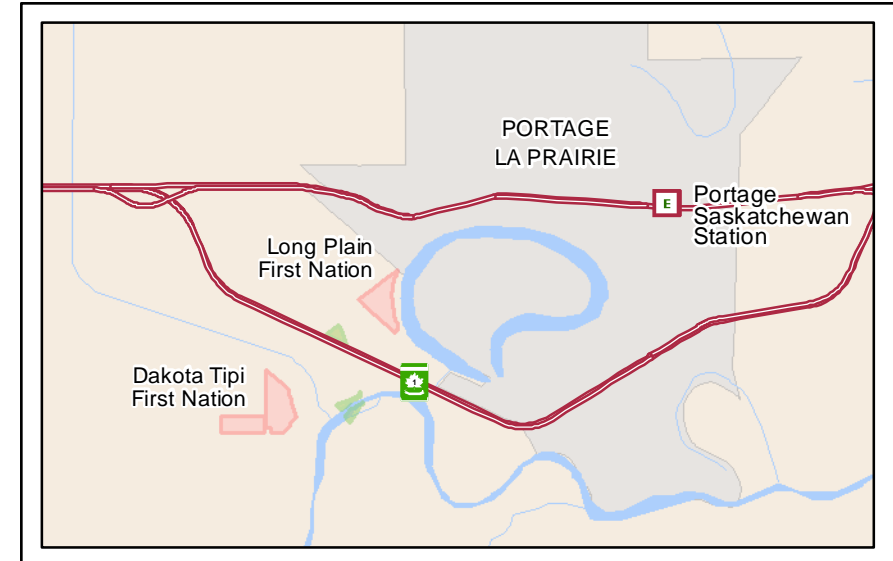 PORTAGE
LA PRAIRIE
E
Portage
Saskatchewan
Station
Long Plain
First Nation
1
Dakota Tipi
First Nation